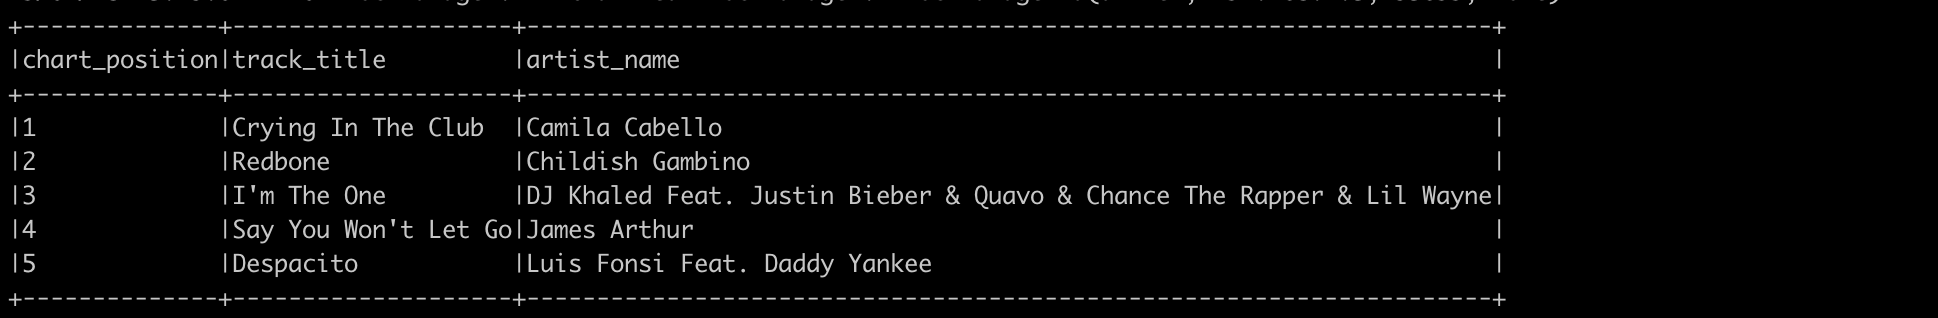 +--------------+--------------------+---------------------------------------------------------------------+
|chart_position|track_title         |artist_name                                                          |
+--------------+--------------------+---------------------------------------------------------------------+
|1             |Crying In The Club  |Camila Cabello                                                       |
|2             |Redbone             |Childish Gambino                                                     |
|3             |I'm The One         |DJ Khaled Feat. Justin Bieber & Quavo & Chance The Rapper & Lil Wayne|
|4             |Say You Won't Let Go|James Arthur                                                         |
|5             |Despacito           |Luis Fonsi Feat. Daddy Yankee                                        |
+--------------+--------------------+---------------------------------------------------------------------+